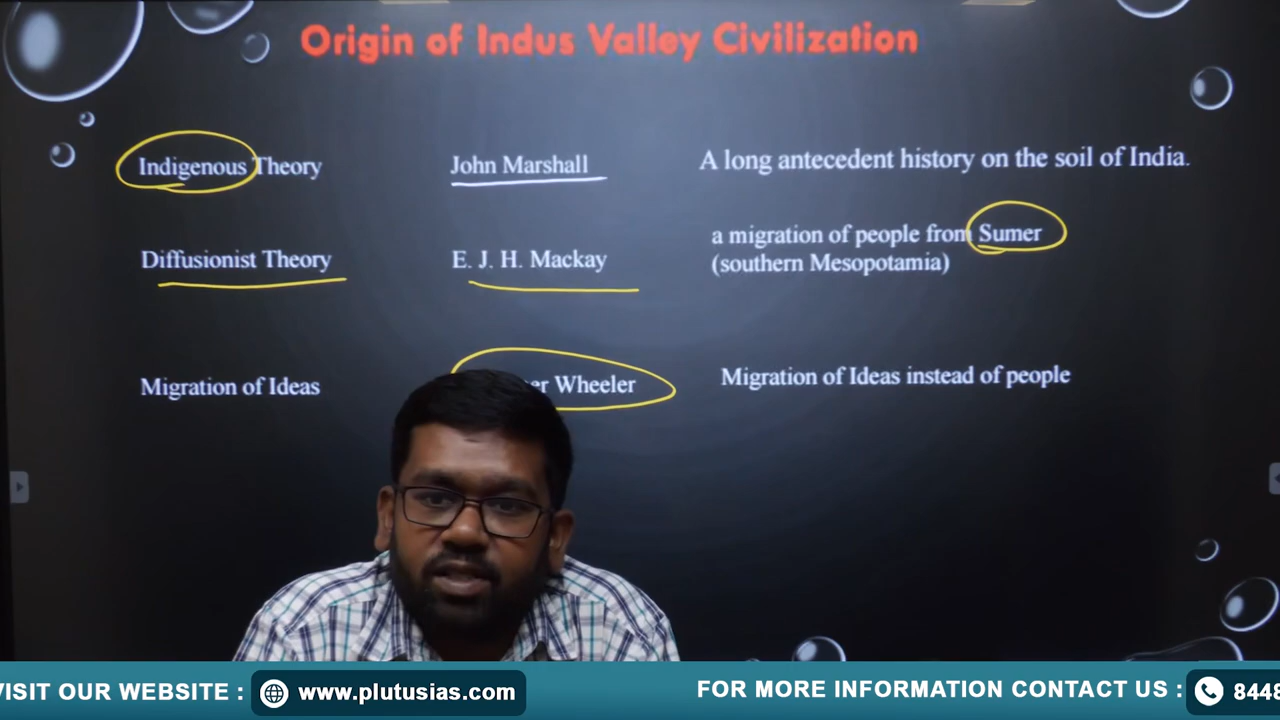 Origin of Indus Valley Civilization
Indigenous Theory
John Marshall
A long antecedent history on the soil of India.
Diffusionist Theory
E. J. H. Mackay
a migration of people from Sumer
(southern Mesopotamia)
Migration of Ideas
Wheeler
Migration of Ideas instead of people
VISIT OUR WEBSITE : www.plutusias.com
FOR MORE INFORMATION CONTACT US : 8448